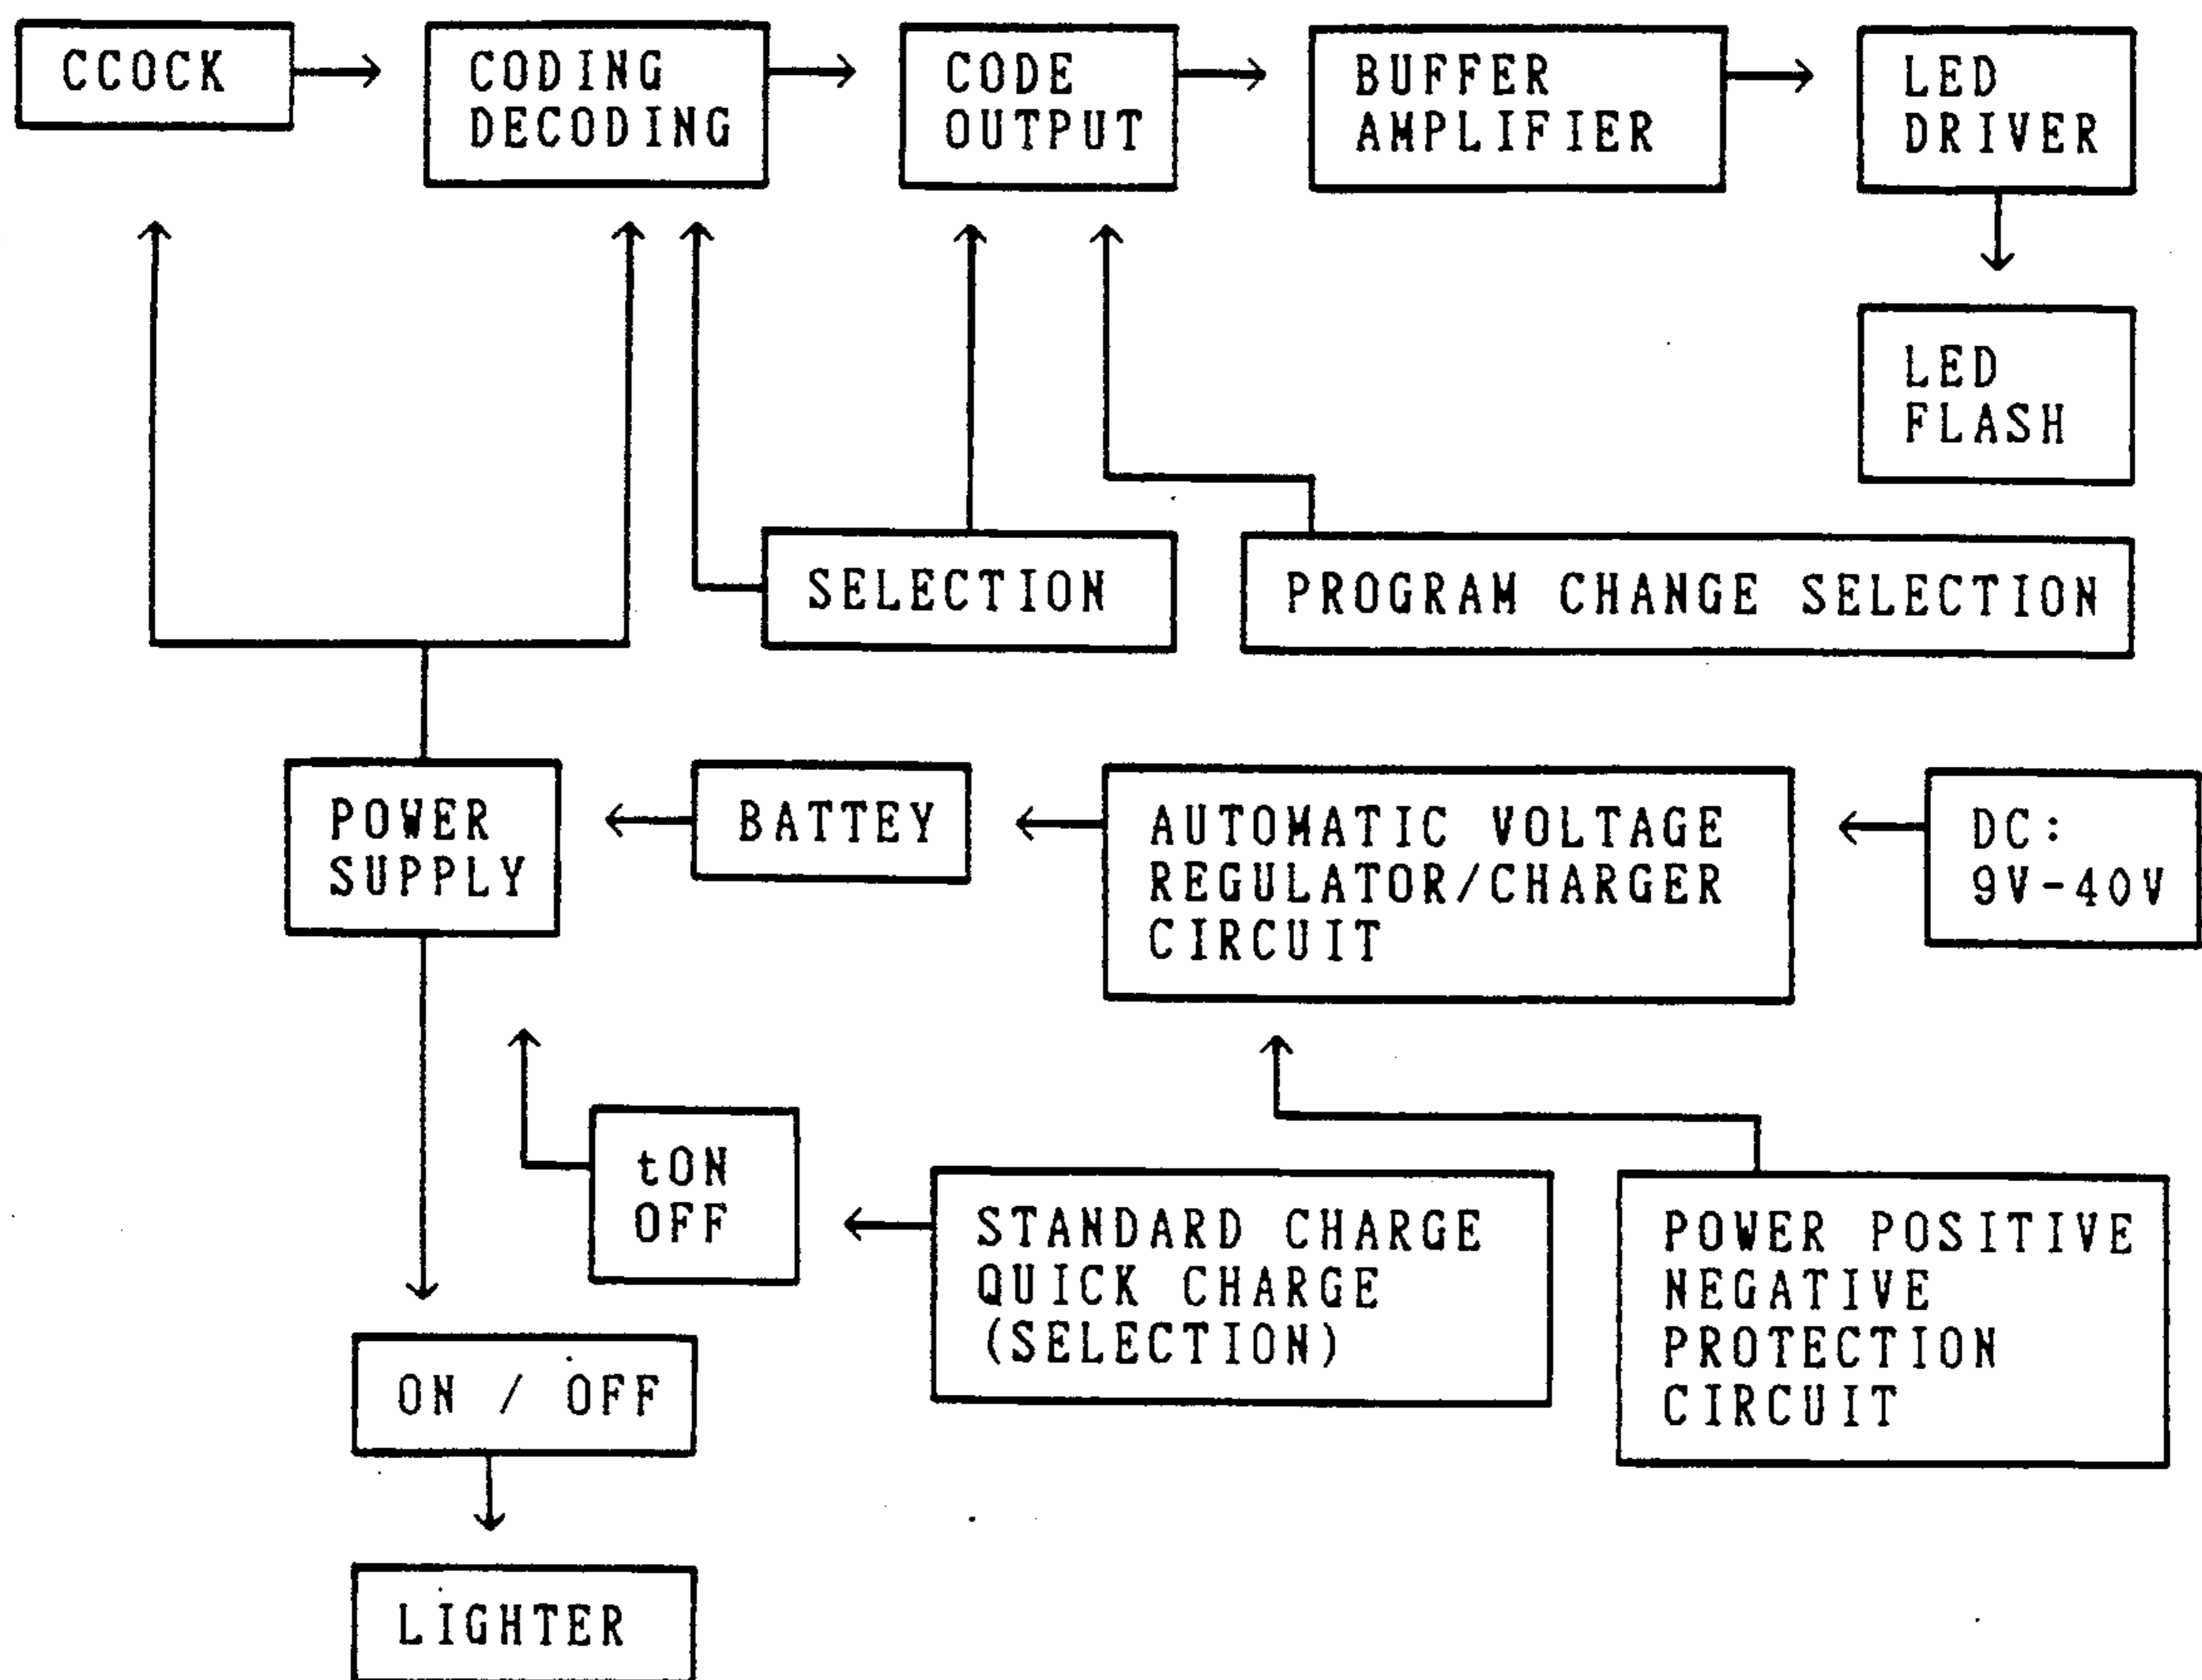 CCOCK
CODING
DECODING
CODE
OUTPUT
BUFFER
AMPLIFIER
LED
DRIVER
LED
FLASH
SELECTION
PROGRAM CHANGE SELECTION
POWER
SUPPLY
BATTEY
AUTOMATIC VOLTAGE
REGULATOR/CHARGER
CIRCUIT
DC:
9V-40V
tON
OFF
STANDARD CHARGE
QUICK CHARGE
(SELECTION)
POWER POSITIVE
NEGATIVE
PROTECTION
CIRCUIT
ON / OFF
LIGHTER